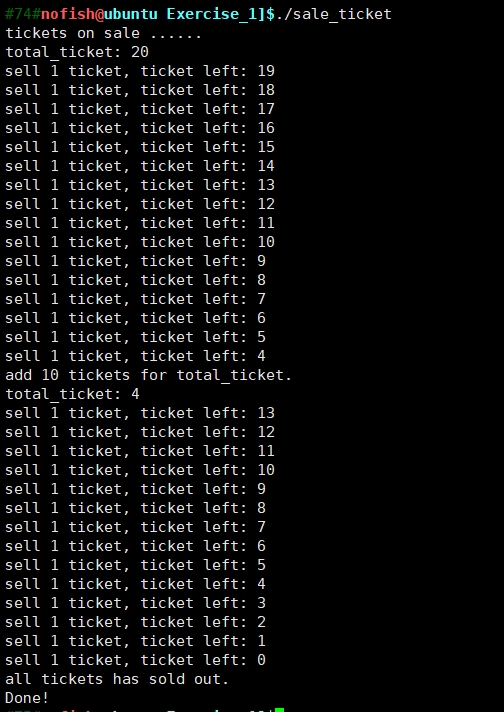 #74#nofish@ubuntu Exercise_1]$./sale_ticket
tickets on sale ......
total_ticket: 20
sell 1 ticket, ticket left: 19
sell 1 ticket, ticket left: 18
sell 1 ticket, ticket left: 17
sell 1 ticket, ticket left: 16
sell 1 ticket, ticket left: 15
sell 1 ticket, ticket left: 14
sell 1 ticket, ticket left: 13
sell 1 ticket, ticket left: 12
sell 1 ticket, ticket left: 11
sell 1 ticket, ticket left: 10
sell 1 ticket, ticket left: 9
sell 1 ticket, ticket left: 8
sell 1 ticket, ticket left: 7
sell 1 ticket, ticket left: 6
sell 1 ticket, ticket left: 5
sell 1 ticket, ticket left: 4
add 10 tickets for total_ticket.
total_ticket: 4
sell 1 ticket, ticket left: 13
sell 1 ticket, ticket left: 12
sell 1 ticket, ticket left: 11
sell 1 ticket, ticket left: 10
sell 1 ticket, ticket left: 9
sell 1 ticket, ticket left: 8
sell 1 ticket, ticket left: 7
sell 1 ticket, ticket left: 6
sell 1 ticket, ticket left: 5
sell 1 ticket, ticket left: 4
sell 1 ticket, ticket left: 3
sell 1 ticket, ticket left: 2
sell 1 ticket, ticket left: 1
sell 1 ticket, ticket left: 0
all tickets has sold out.
Done!